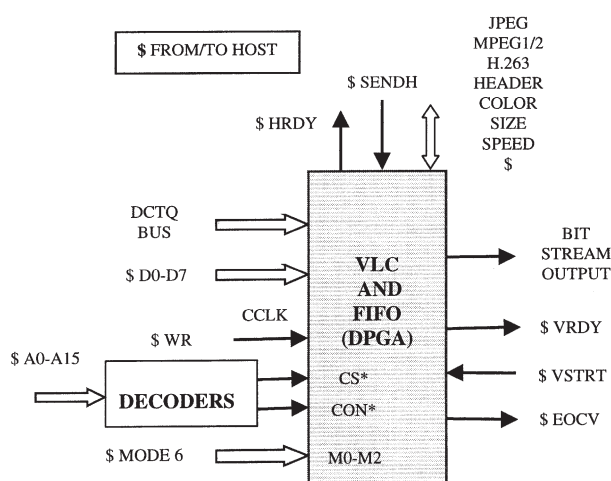 $ FROM/TO HOST
JPEG
MPEG1/2
H.263
HEADER
COLOR
SIZE
SPEED
$
$ SENDH
$ HRDY
DCTQ
BUS
$ D0-D7
CCLK
$ WR
$ A0-A15
DECODERS
$ MODE 6
VLC
AND
FIFO
(DPGA)
CS*
CON*
M0-M2
BIT
STREAM
OUTPUT
$ VRDY
$ VSTRT
$ EOCV